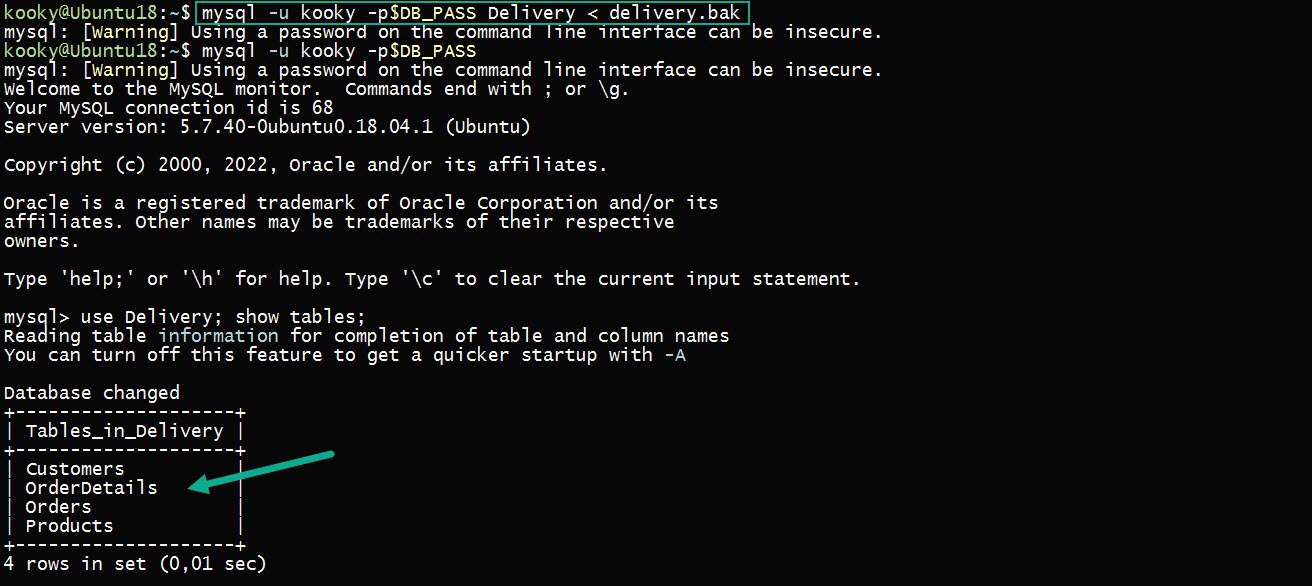 kooky@Ubuntu18:~$ mysql -u kooky -p$DB_PASS Delivery < delivery.bak
mysql: [Warning] Using a password on the command line interface can be insecure.
kooky@Ubuntu18:~$ mysql -u kooky -p$DB_PASS
mysql: [Warning] Using a password on the command line interface can be insecure.
Welcome to the MySQL monitor.  Commands end with ; or \g.
Your MySQL connection id is 68
Server version: 5.7.40-0ubuntu0.18.04.1 (Ubuntu)

Copyright (c) 2000, 2022, Oracle and/or its affiliates.

Oracle is a registered trademark of Oracle Corporation and/or its
affiliates. Other names may be trademarks of their respective
owners.

Type 'help;' or '\h' for help. Type '\c' to clear the current input statement.

mysql> use Delivery; show tables;
Reading table information for completion of table and column names
You can turn off this feature to get a quicker startup with -A

Database changed
+--------------------+
| Tables_in_Delivery |
+--------------------+
| Customers          |
| OrderDetails       |
| Orders             |
| Products           |
+--------------------+
4 rows in set (0,01 sec)